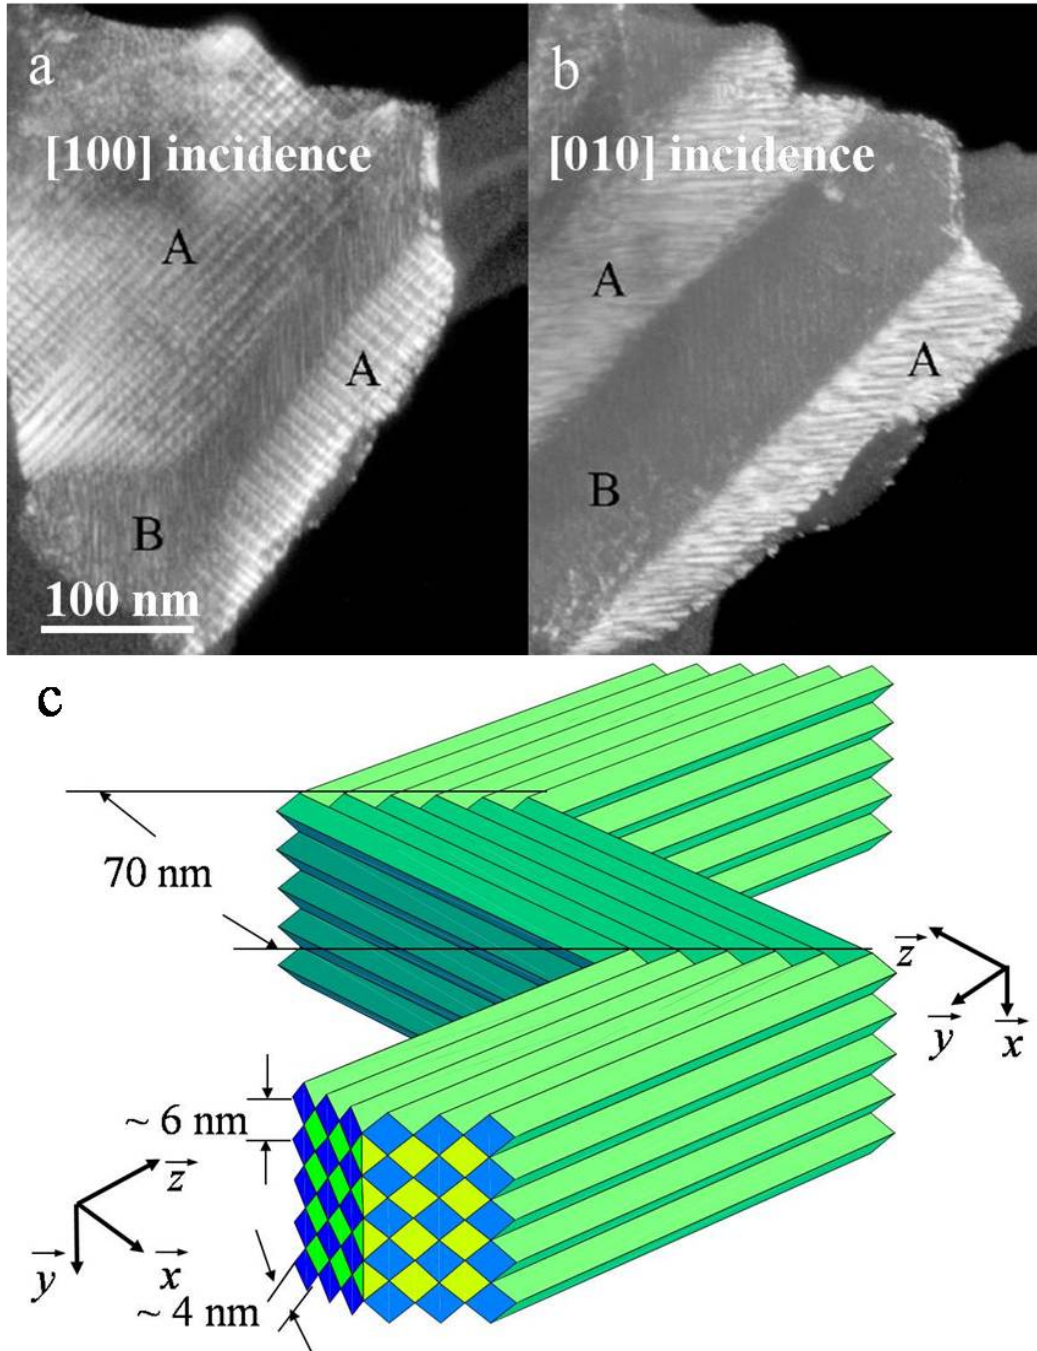 a
b
[100] incidence
[010] incidence
A
A
A
A
B
B
100 nm
c
70 nm
z
y
x
~ 6 nm
z
y
x
~ 4 nm